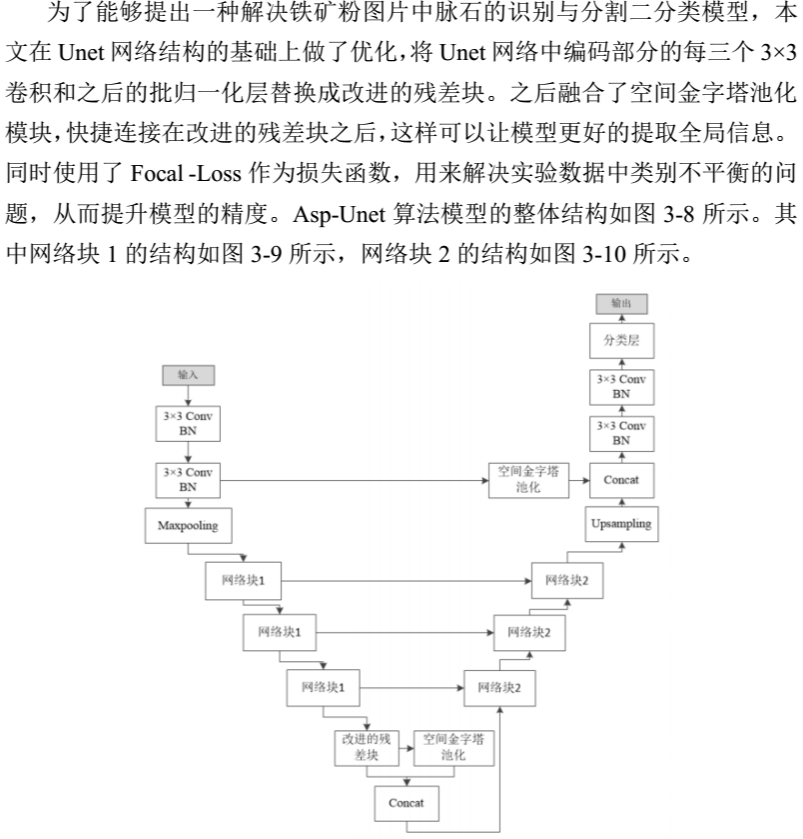 为了能够提出一种解决铁矿粉图片中脉石的识别与分割二分类模型，本
文在 Unet 网络结构的基础上做了优化，将 Unet 网络中编码部分的每三个 3×3
卷积和之后的批归一化层替换成改进的残差块。之后融合了空间金字塔池化
模块，快捷连接在改进的残差块之后，这样可以让模型更好的提取全局信息。
同时使用了 Focal -Loss 作为损失函数，用来解决实验数据中类别不平衡的问
题，从而提升模型的精度。Asp-Unet 算法模型的整体结构如图 3-8 所示。其
中网络块 1 的结构如图 3-9 所示，网络块 2 的结构如图 3-10 所示。
输出
分类层
输入
3×3 Conv
BN
3×3 Conv
BN
3×3 Conv
BN
3×3 Conv
BN
空间金字塔
池化
Concat
Maxpooling
Upsampling
网络块1
网络块2
网络块1
网络块2
网络块1
网络块2
改进的残
差块
空间金字塔
池化
Concat